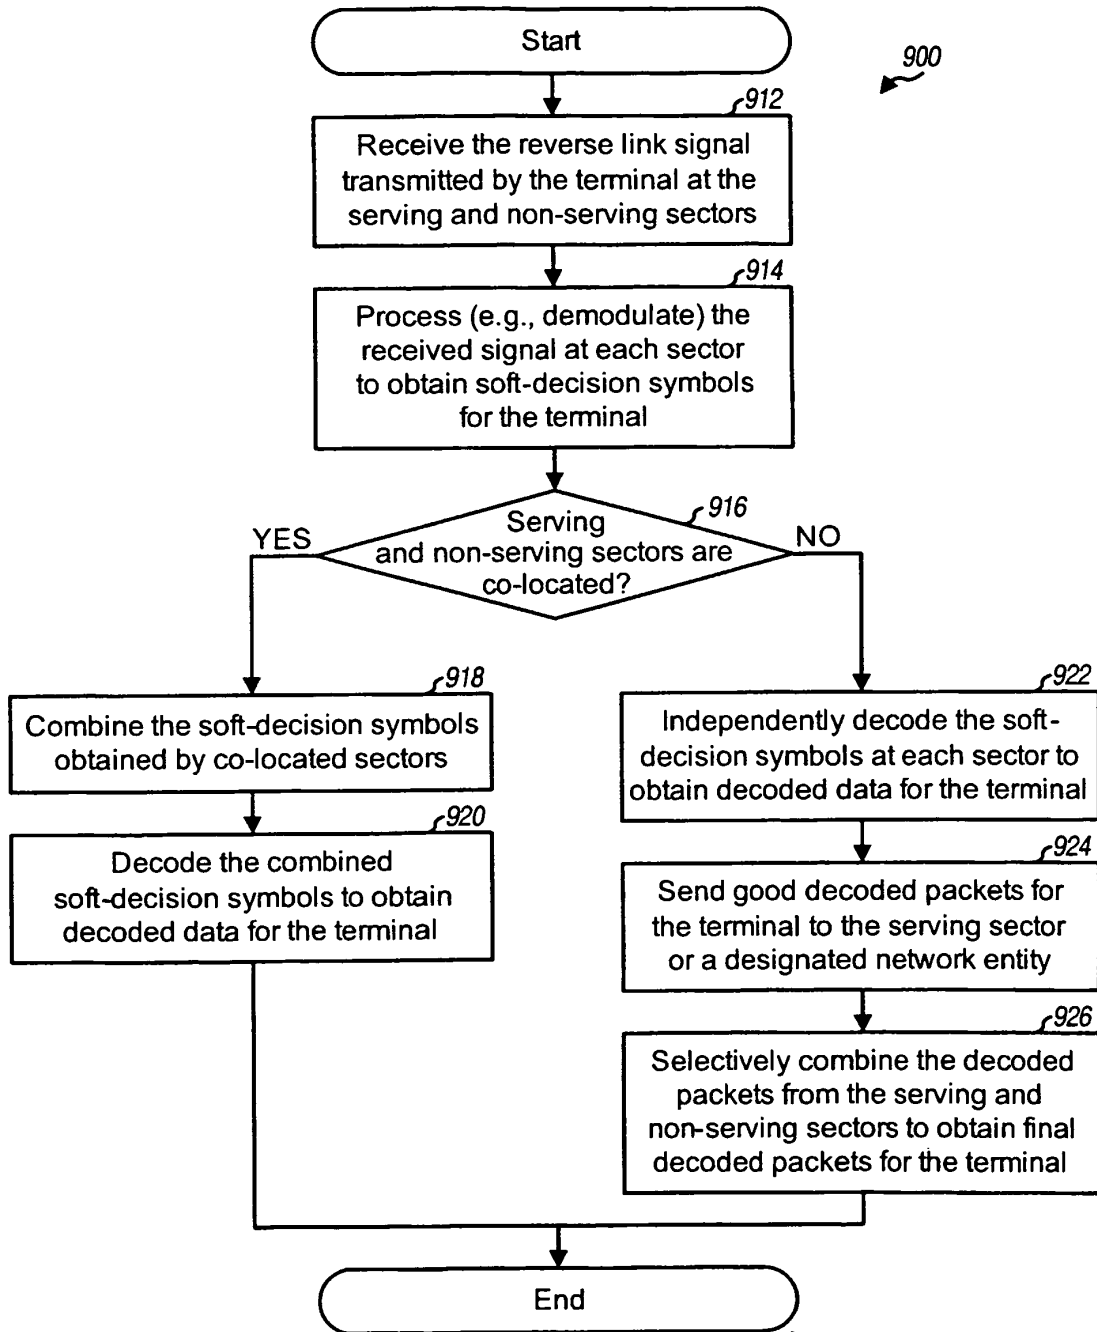 Start
900
912
Receive the reverse link signal
transmitted by the terminal at the
serving and non-serving sectors
914
Process (e.g., demodulate) the
received signal at each sector
to obtain soft-decision symbols
for the terminal
916
Serving
and non-serving sectors are
co-located?
YES
NO
918
Combine the soft-decision symbols
obtained by co-located sectors
920
Decode the combined
soft-decision symbols to obtain
decoded data for the terminal
922
Independently decode the soft-
decision symbols at each sector to
obtain decoded data for the terminal
924
Send good decoded packets for
the terminal to the serving sector
or a designated network entity
926
Selectively combine the decoded
packets from the serving and
non-serving sectors to obtain final
decoded packets for the terminal
End